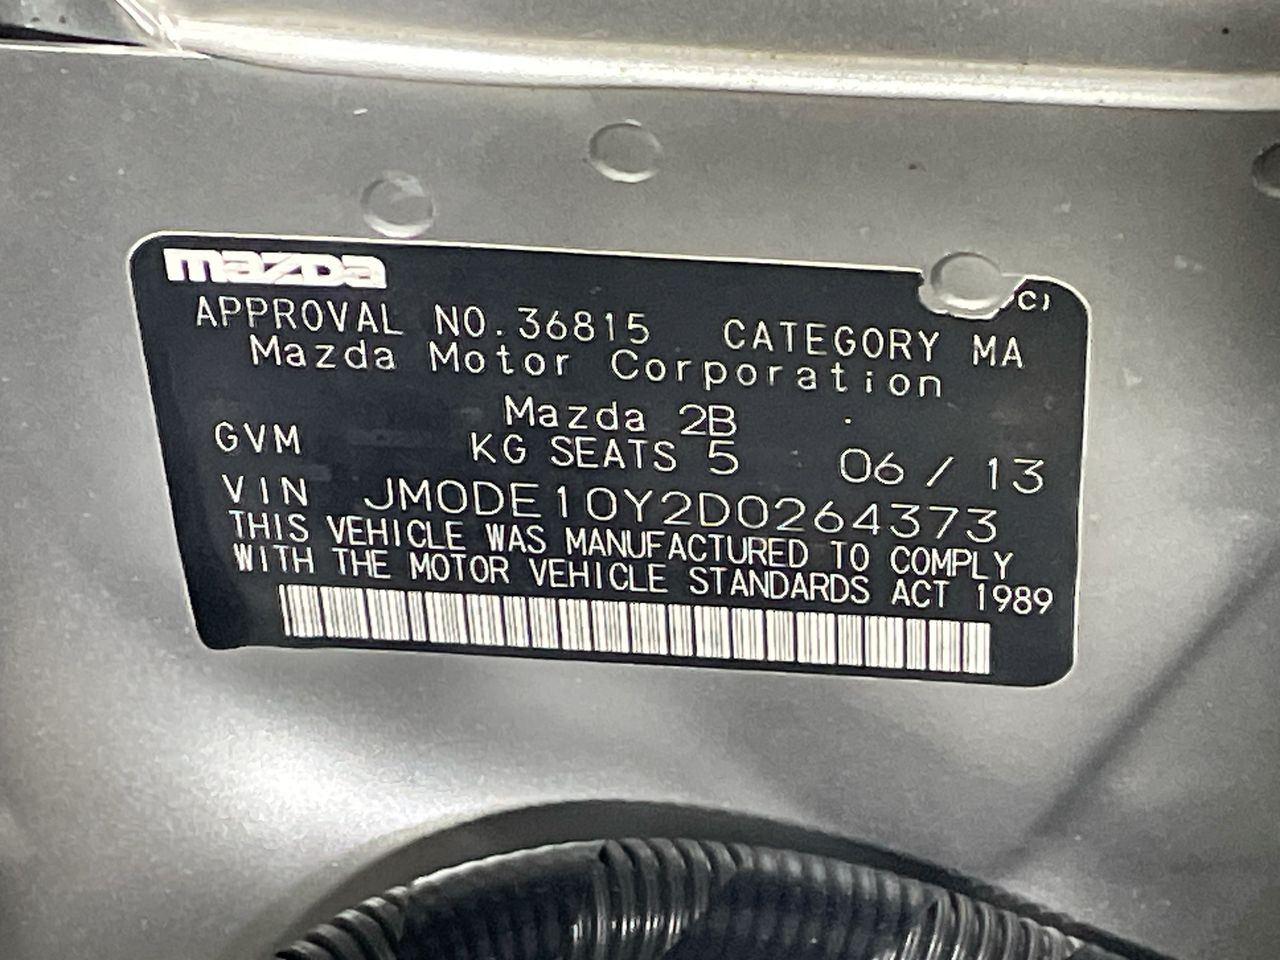 mazda
C)
APPROVAL NO.36815 CATEGORY MA
Mazda Motor Corporation
Mazda 2B
GVM KG SEATS 5 06/13
VIN JM0DE10Y2D0264373
THIS VEHICLE WAS MANUFACTURED TO COMPLY
WITH THE MOTOR VEHICLE STANDARDS ACT 1989